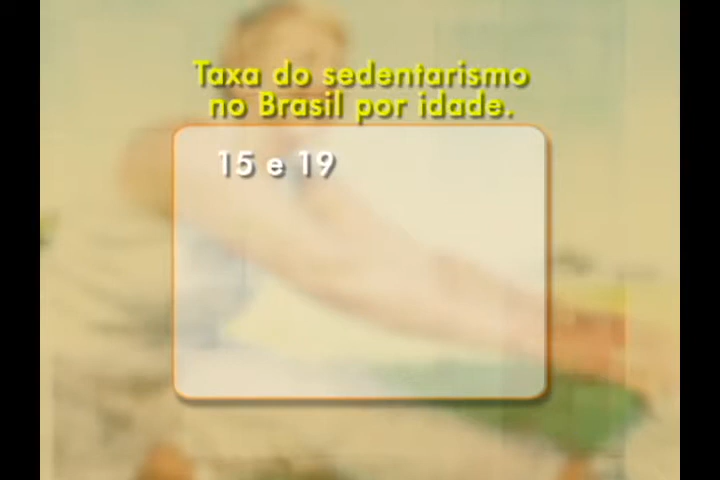 Taxa do sedentarismo
no Brasil por idade.
15 e 19